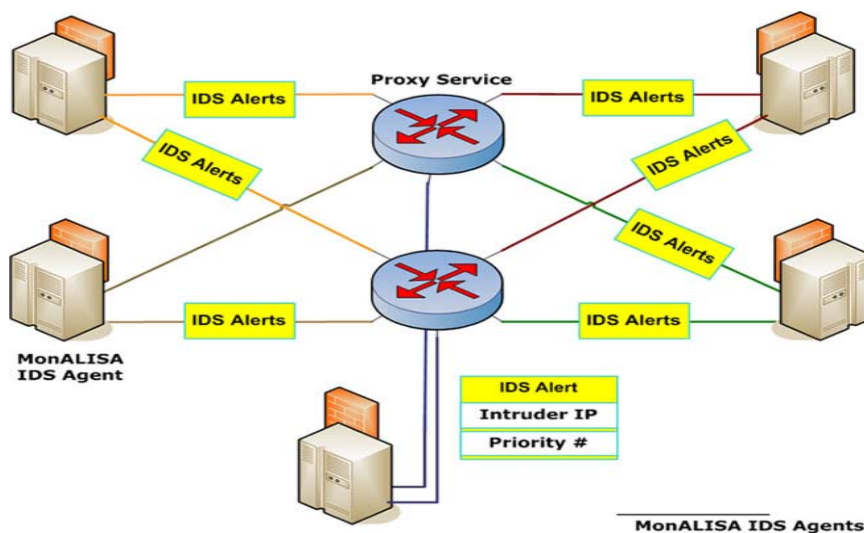 Proxy Service
IDS Alerts
IDS Alerts
IDS Alerts
IDS Alerts
IDS Alerts
IDS Alerts
IDS Alerts
MonALISA
IDS Agent
IDS Alert
Intruder IP
Priority #
MonALISA IDS Agents